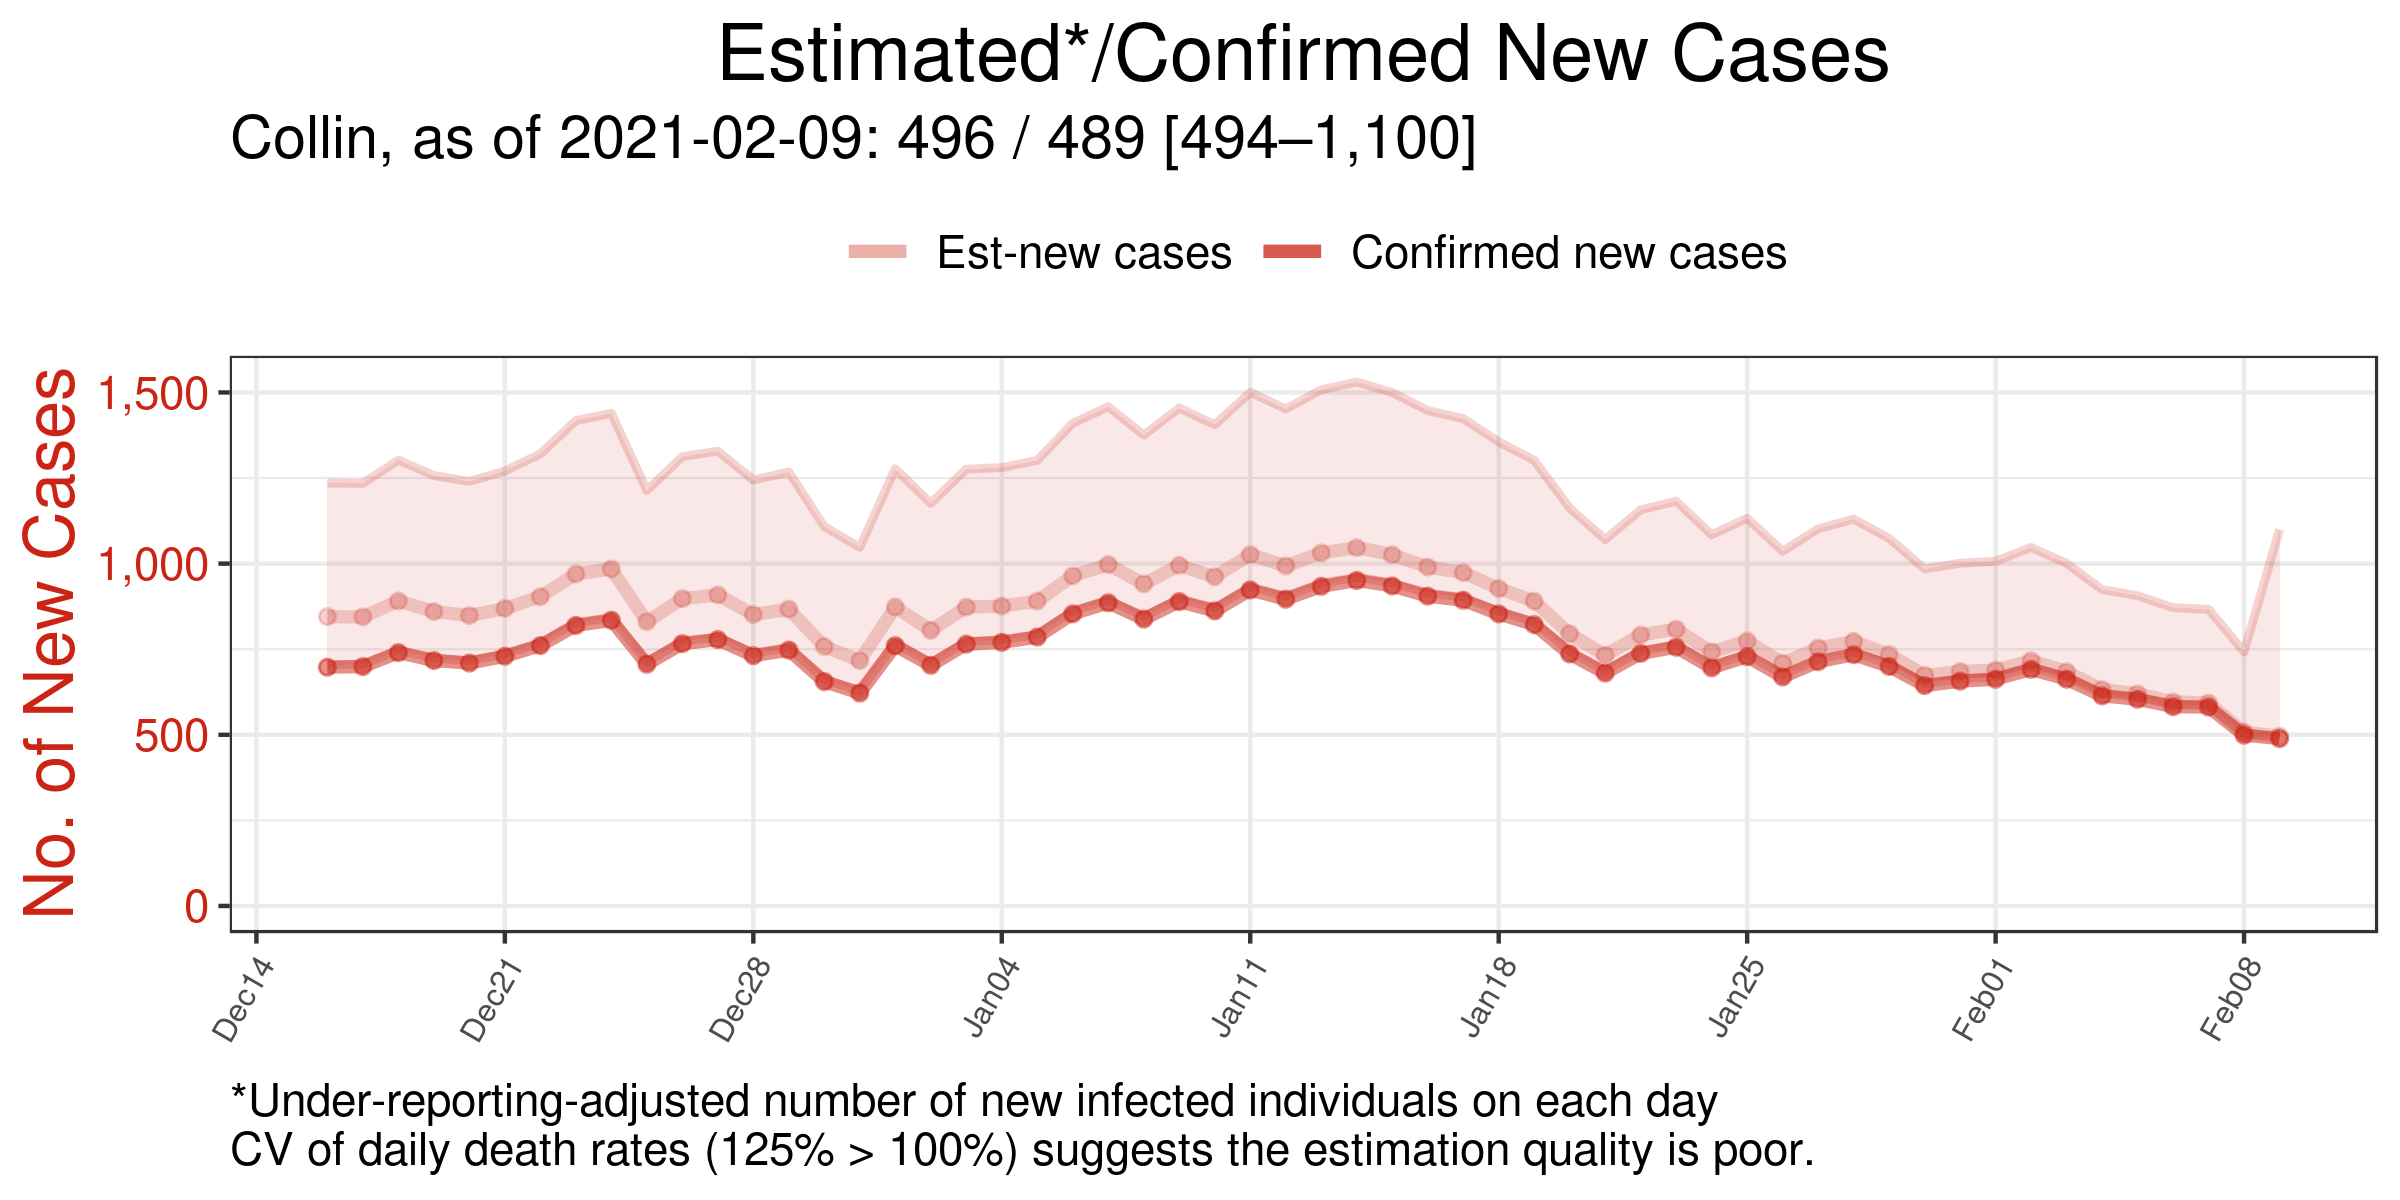 Estimated*/Confirmed New Cases
Collin, as of 2021-02-09: 496 / 489 [494–1,100]
Est-new cases Confirmed new cases
No. of New Cases
1,500
1,000
500
0
Dec14 Dec21 Dec28 Jan04 Jan11 Jan18 Jan25 Feb01 Feb08
*Under-reporting-adjusted number of new infected individuals on each day
CV of daily death rates (125% > 100%) suggests the estimation quality is poor.